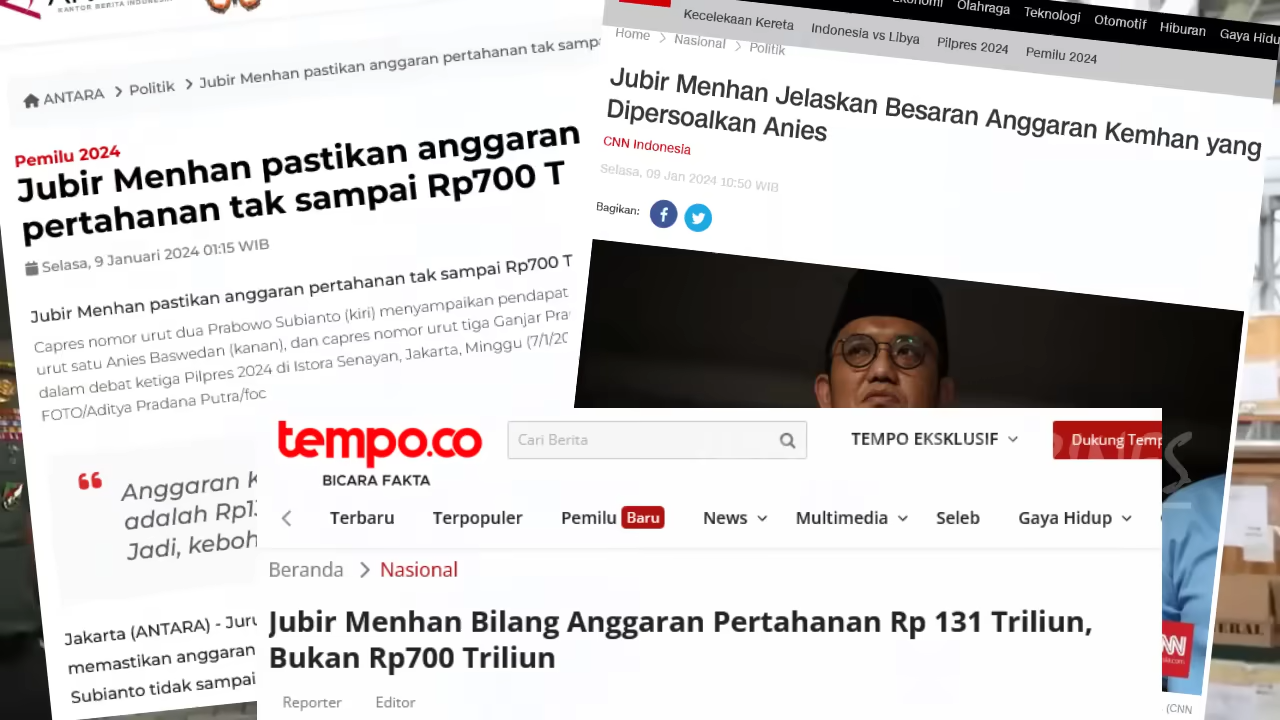 KANTOR BERITA INDONESIA
ANTARA
Politik
Jubir Menhan pastikan anggaran pertahanan tak
Pemilu 2024
Jubir Menhan pastikan anggaran
pertahanan tak sampai Rp700 T
Selasa, 9 Januari 2024 01:15 WIB
Jubir Menhan pastikan anggaran pertahanan tak sampai Rp700 T
Capres nomor urut dua Prabowo Subianto (kiri) menyampaikan pendapat
urut satu Anies Baswedan (kanan), dan capres nomor urut tiga Ganjar
dalam debat ketiga Pilpres 2024 di Istora Senayan, Jakarta, Minggu (7/1/20
FOTO/Aditya Pradana Putra/foc
Anggaran
adalah
Jadi,
Jakarta (ANTARA) -
memastikan anggaran
Subianto tidak sampai
Olahraga
Teknologi
Otomotif
Hiburan
Gaya
Kecelekaan Kereta
Indonesia vs Libya
Pilpres 2024
Pemilu 2024
Home
Nasional
Politik
Jubir Menhan Jelaskan Besaran Anggaran Kemhan yang
Dipersoalkan Anies
CNN Indonesia
Selasa, 09 Jan 2024 10:50 WIB
Bagikan:
(CNN
tempo.co
BICARA FAKTA
Cari Berita
TEMPO EKSKLUSIF
Dukung
Terbaru
Terpopuler
Pemilu Baru
News
Multimedia
Seleb
Gaya Hidup
Beranda
Nasional
Jubir Menhan Bilang Anggaran Pertahanan Rp 131 Triliun,
Bukan Rp700 Triliun
Reporter
Editor